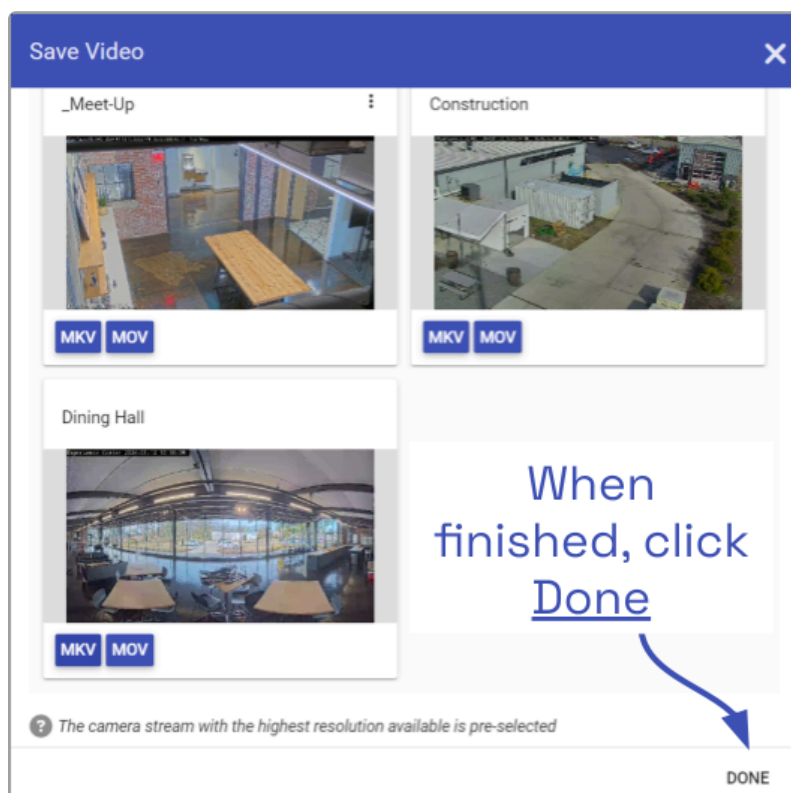 Save Video
_Meet-Up
Construction
MKV MOV
MKV MOV
Dining Hall
When
finished, click
Done
MKV MOV
The camera stream with the highest resolution available is pre-selected
DONE